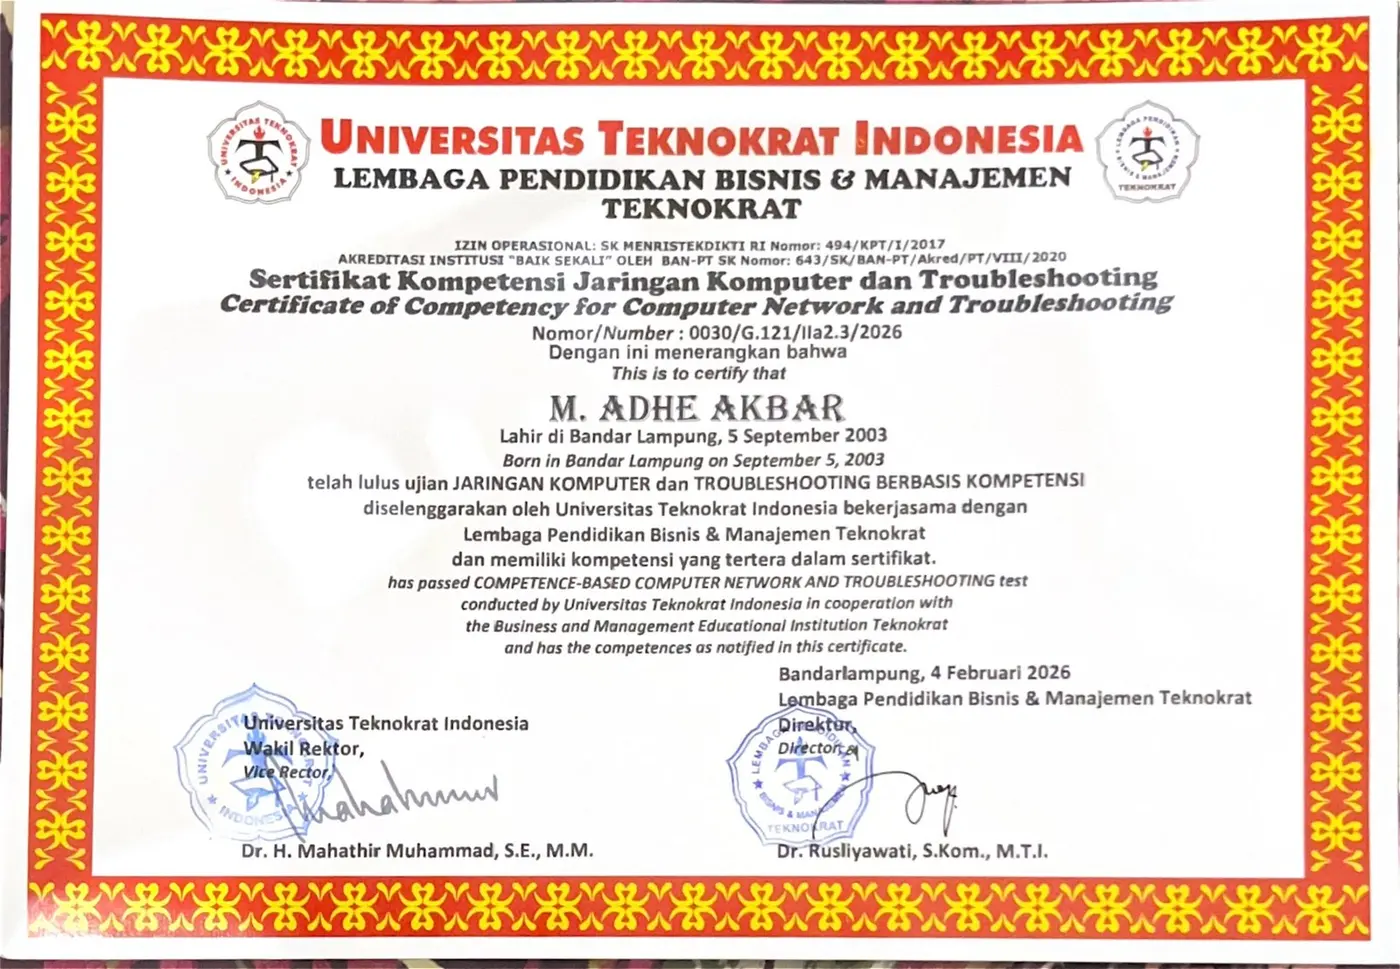 UNIVERSITAS TEKNOKRAT INDONESIA
LEMBAGA PENDIDIKAN BISNIS & MANAJEMEN
TEKNOKRAT
IZIN OPERASIONAL: SK MENRISTEKDIKTI RI Nomor: 494/KPT/I/2017
AKREDITASI INSTITUSI "BAIK SEKALI" OLEH BAN-PT SK Nomor: 643/SK/BAN-PT/Akred/PT/VIII/2020
Sertifikat Kompetensi Jaringan Komputer dan Troubleshooting
Certificate of Competency for Computer Network and Troubleshooting
Nomor/Number : 0030/G.121/IIa2.3/2026
Dengan ini menerangkan bahwa
This is to certify that
M. ADHE AKBAR
Lahir di Bandar Lampung, 5 September 2003
Born in Bandar Lampung on September 5, 2003
telah lulus ujian JARINGAN KOMPUTER dan TROUBLESHOOTING BERBASIS KOMPETENSI
diselenggarakan oleh Universitas Teknokrat Indonesia bekerjasama dengan
Lembaga Pendidikan Bisnis & Manajemen Teknokrat
dan memiliki kompetensi yang tertera dalam sertifikat.
has passed COMPETENCE-BASED COMPUTER NETWORK AND TROUBLESHOOTING test
conducted by Universitas Teknokrat Indonesia in cooperation with
the Business and Management Educational Institution Teknokrat
and has the competences as notified in this certificate.
Bandarlampung, 4 Februari 2026
Lembaga Pendidikan Bisnis & Manajemen Teknokrat
Direktur,
Director,
Dr. Rusliyawati, S.Kom., M.T.I.
Universitas Teknokrat Indonesia
Wakil Rektor,
Vice Rector,
Dr. H. Mahathir Muhammad, S.E., M.M.
UNIVERSITAS TEKNOKRAT
INDONESIA
LEMBAGA PENDIDIKAN
BISNIS & MANAJEMEN
TEKNOKRAT